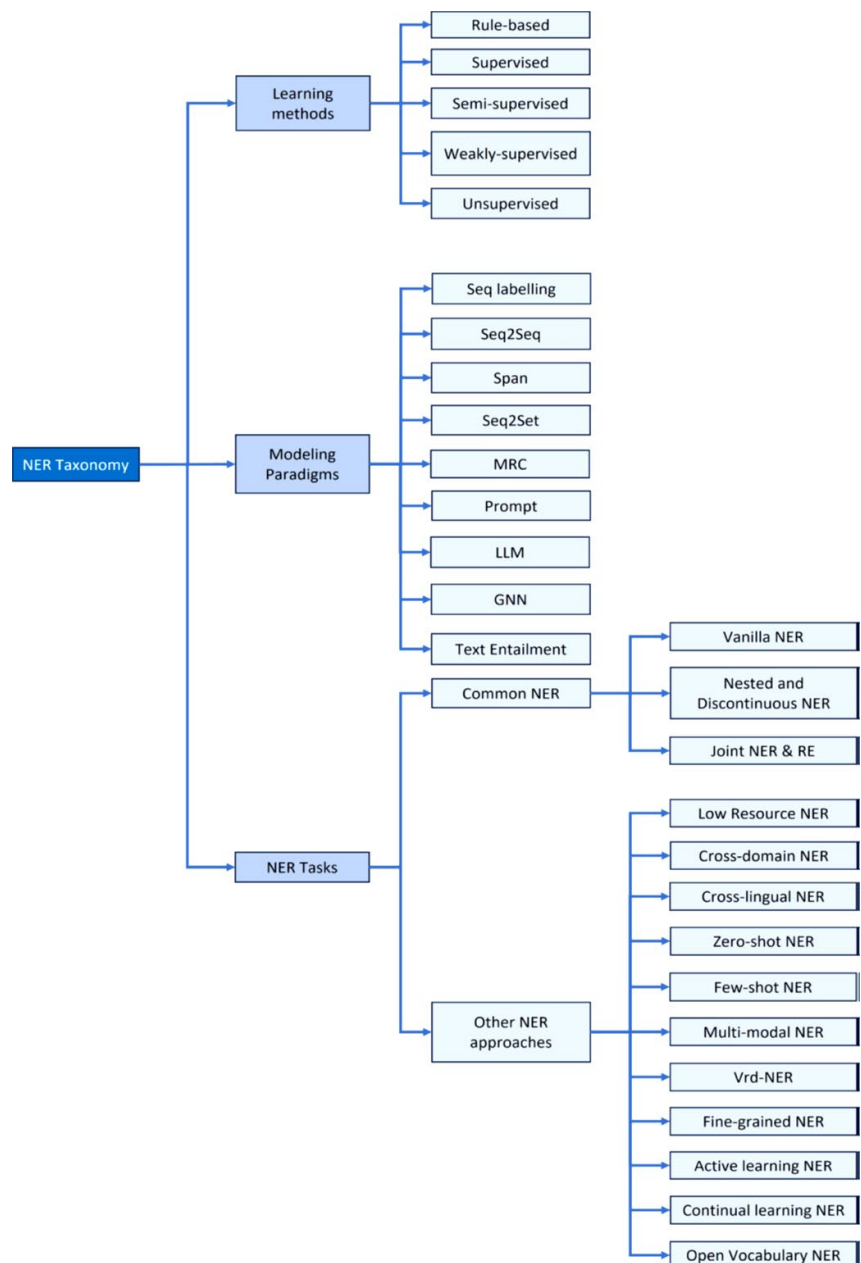 Rule-based
Supervised
Learning
methods
Semi-supervised
Weakly-supervised
Unsupervised
Seq labelling
Seq2Seq
Span
Seq2Set
NER Taxonomy
Modeling
Paradigms
MRC
Prompt
LLM
GNN
Text Entailment
Vanilla NER
Common NER
Nested and
Discontinuous NER
Joint NER & RE
NER Tasks
Low Resource NER
Cross-domain NER
Cross-lingual NER
Zero-shot NER
Few-shot NER
Other NER
approaches
Multi-modal NER
Vrd-NER
Fine-grained NER
Active learning NER
Continual learning NER
Open Vocabulary NER